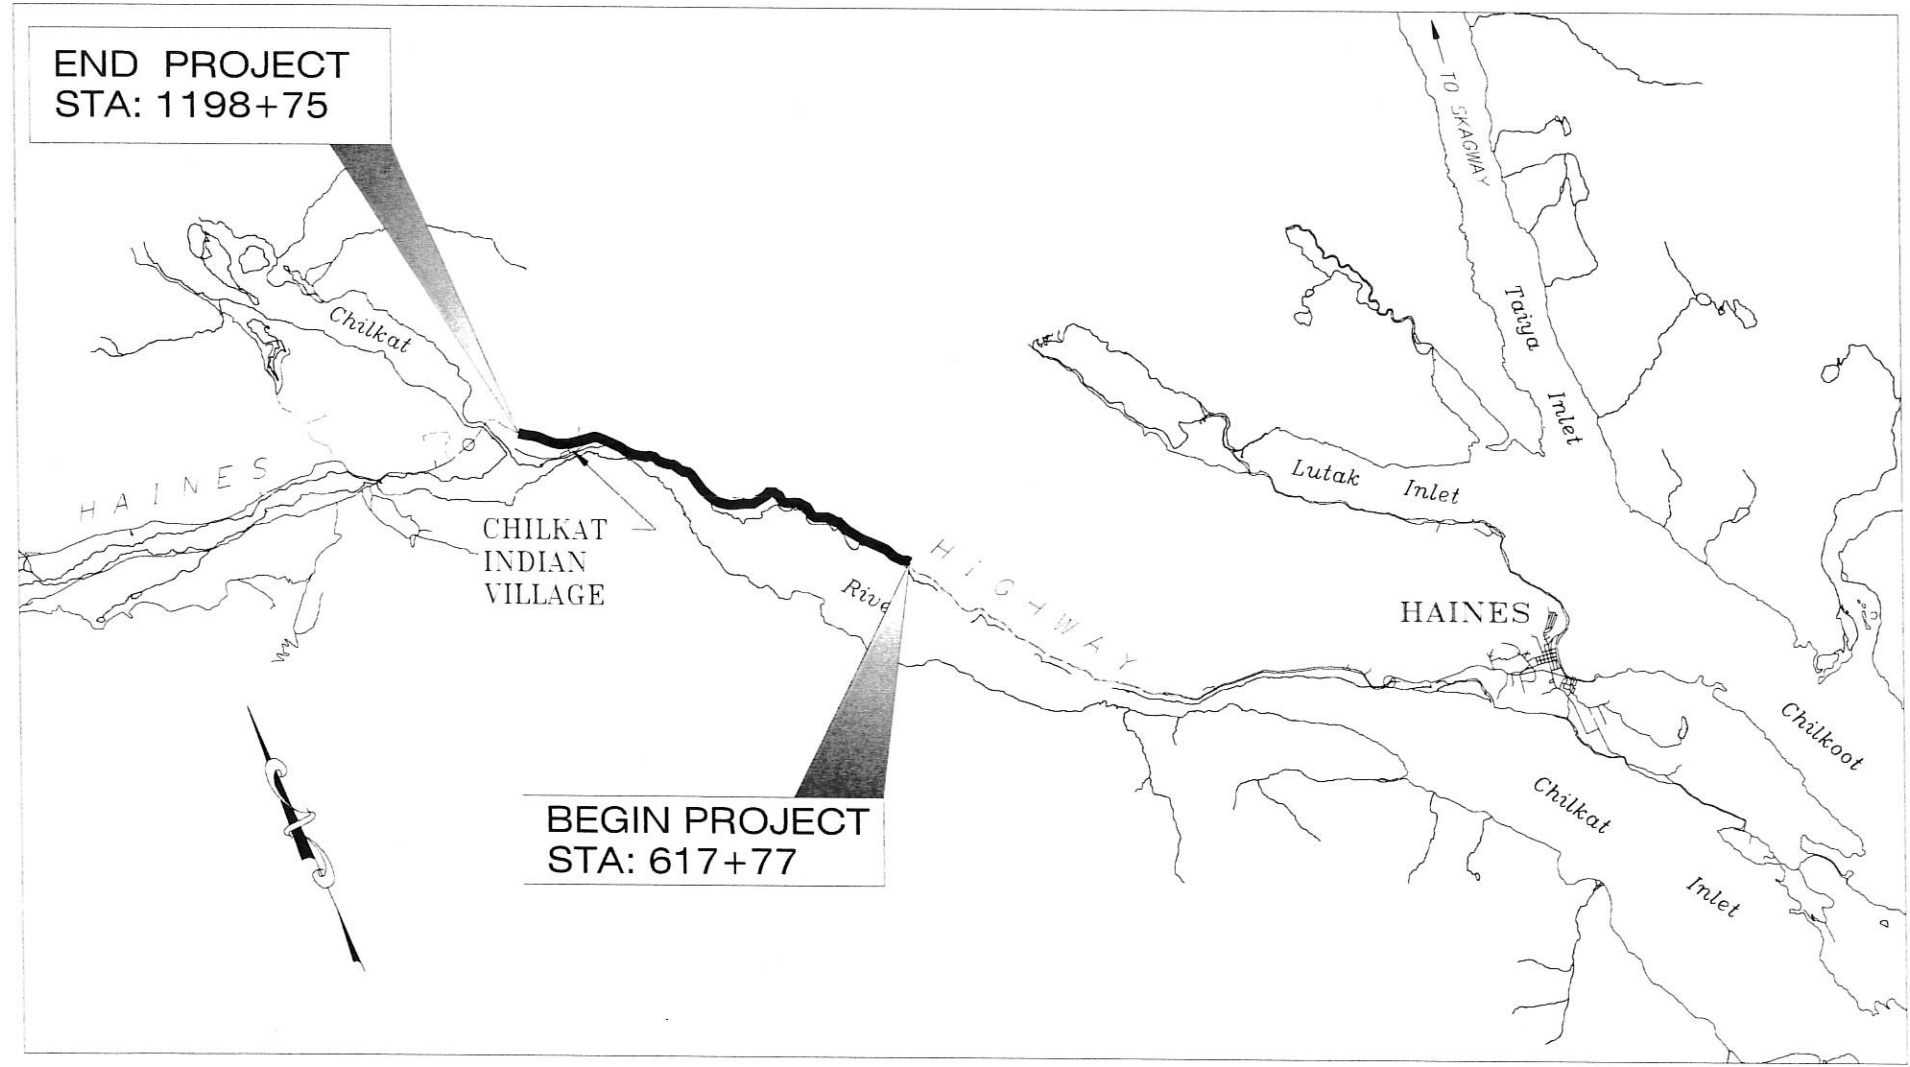 END PROJECT
STA: 1198+75
TO SKAGWAY
Taiya
Inlet
Chilkat
Lutak Inlet
HAINES
HIGHWAY
CHILKAT
INDIAN
VILLAGE
River
HAINES
Chilkoot
Chilkat
Inlet
BEGIN PROJECT
STA: 617+77